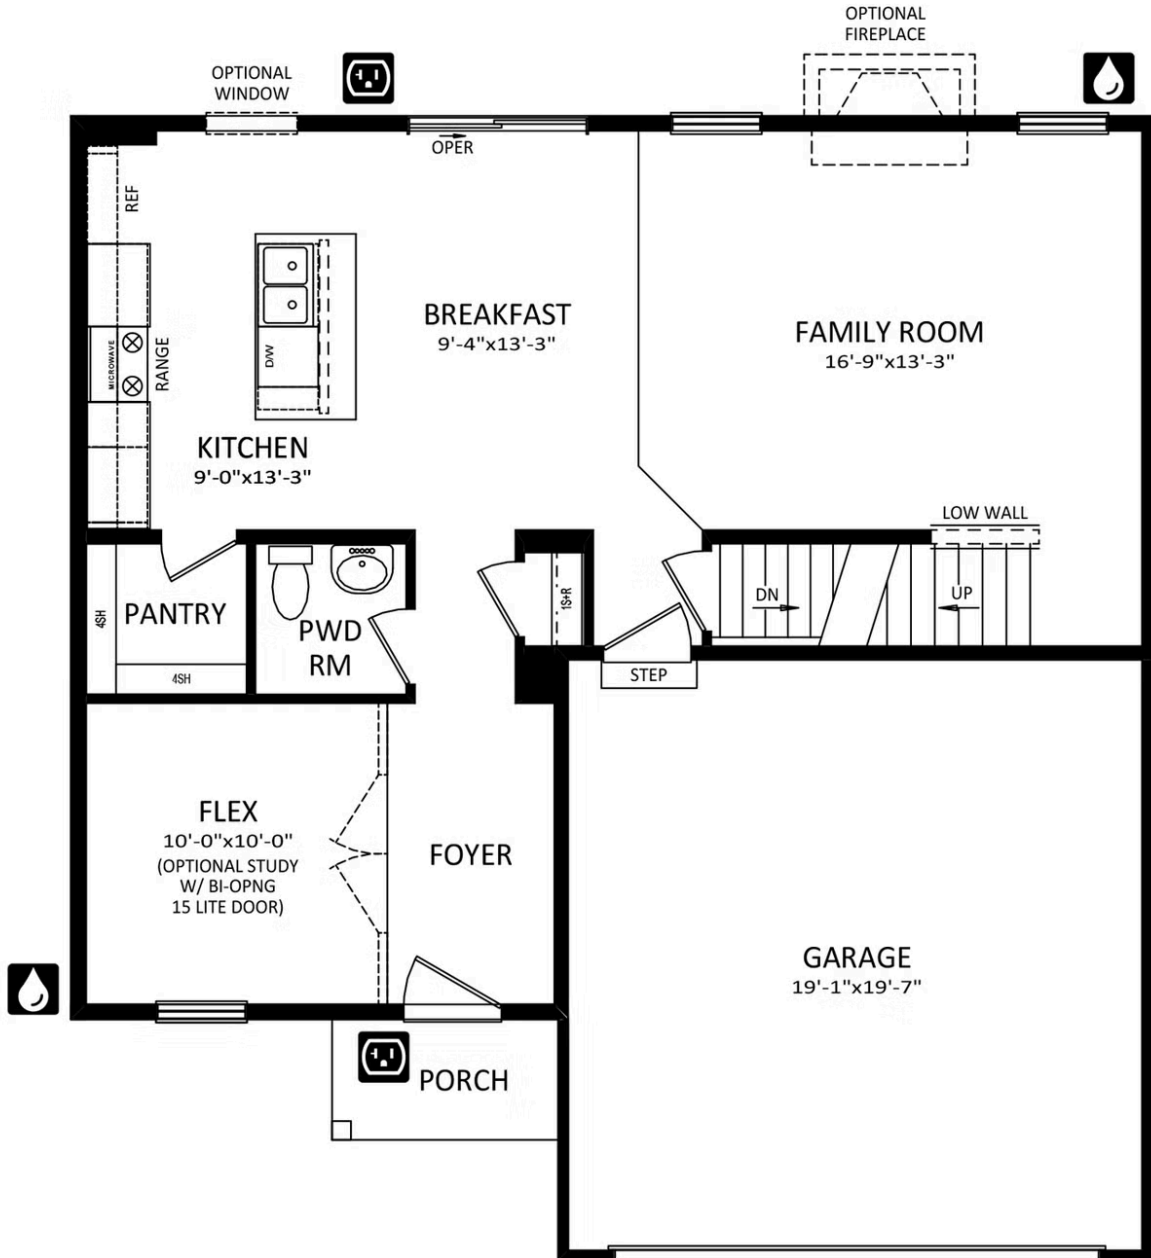 OPTIONAL
FIREPLACE
OPTIONAL
WINDOW
OPER
REF
MICROWAVE
RANGE
D/W
BREAKFAST
9'-4"x13'-3"
FAMILY ROOM
16'-9"x13'-3"
KITCHEN
9'-0"x13'-3"
LOW WALL
4SH
PANTRY
4SH
PWD
RM
1S+R
DN
UP
STEP
FLEX
10'-0"x10'-0"
(OPTIONAL STUDY
W/ BI-OPNG
15 LITE DOOR)
FOYER
GARAGE
19'-1"x19'-7"
PORCH